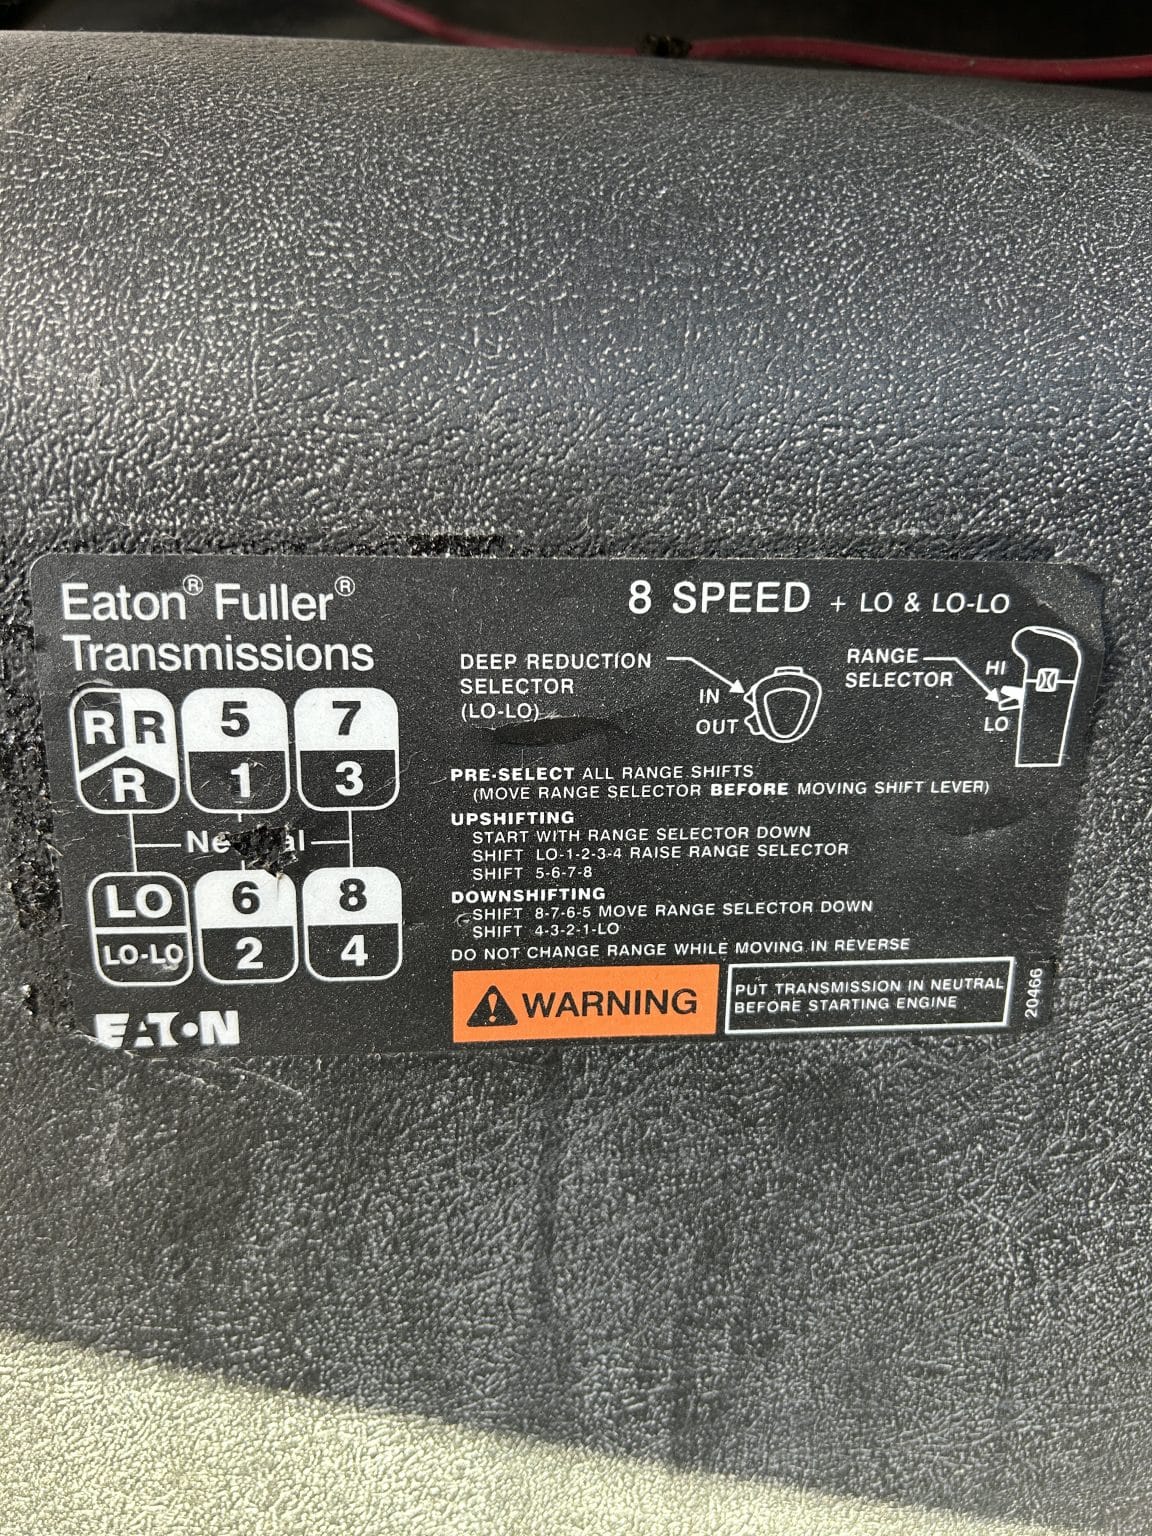 Eaton® Fuller®
Transmissions
8 SPEED + LO & LO-LO
DEEP REDUCTION
SELECTOR
(LO-LO)
IN
OUT
RANGE
SELECTOR
HI
LO
R R 5 7
R 1 3
Neutral
LO 6 8
LO-LO 2 4
EATON
PRE-SELECT ALL RANGE SHIFTS
(MOVE RANGE SELECTOR BEFORE MOVING SHIFT LEVER)
UPSHIFTING
START WITH RANGE SELECTOR DOWN
SHIFT LO-1-2-3-4 RAISE RANGE SELECTOR
SHIFT 5-6-7-8
DOWNSHIFTING
SHIFT 8-7-6-5 MOVE RANGE SELECTOR DOWN
SHIFT 4-3-2-1-LO
DO NOT CHANGE RANGE WHILE MOVING IN REVERSE
WARNING
PUT TRANSMISSION IN NEUTRAL
BEFORE STARTING ENGINE
20466